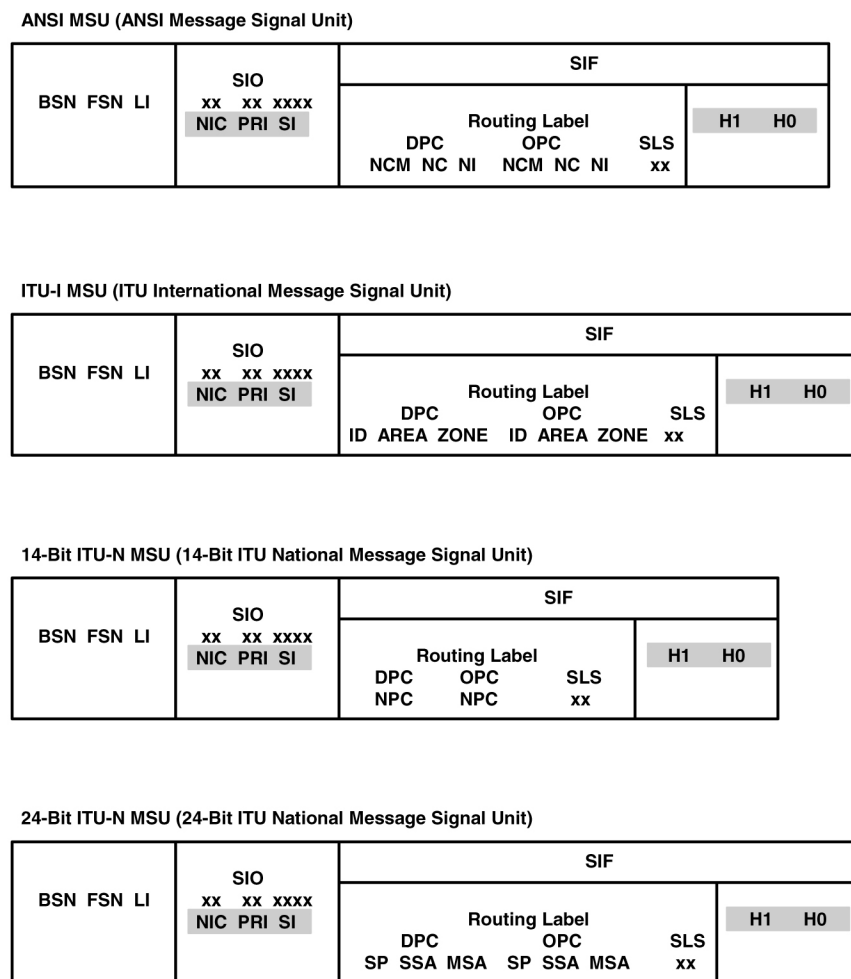 ANSI MSU (ANSI Message Signal Unit)
SIF
SIO
BSN FSN LI
xx xx xxxx
NIC PRI SI
Routing Label
H1 H0
DPC OPC SLS
NCM NC NI NCM NC NI xx
ITU-I MSU (ITU International Message Signal Unit)
SIF
SIO
BSN FSN LI
xx xx xxxx
NIC PRI SI
Routing Label
H1 H0
DPC OPC SLS
ID AREA ZONE ID AREA ZONE xx
14-Bit ITU-N MSU (14-Bit ITU National Message Signal Unit)
SIF
SIO
BSN FSN LI
xx xx xxxx
NIC PRI SI
Routing Label
H1 H0
DPC OPC SLS
NPC NPC xx
24-Bit ITU-N MSU (24-Bit ITU National Message Signal Unit)
SIF
SIO
BSN FSN LI
xx xx xxxx
NIC PRI SI
Routing Label
H1 H0
DPC OPC SLS
SP SSA MSA SP SSA MSA xx